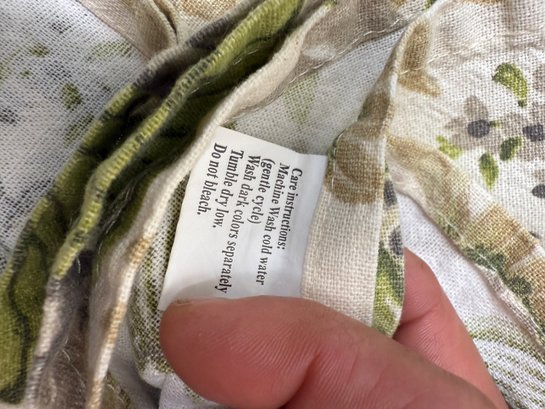 Care instructions:
Machine Wash cold water
(gentle cycle)
Wash dark colors separately
Tumble dry low.
Do not bleach.